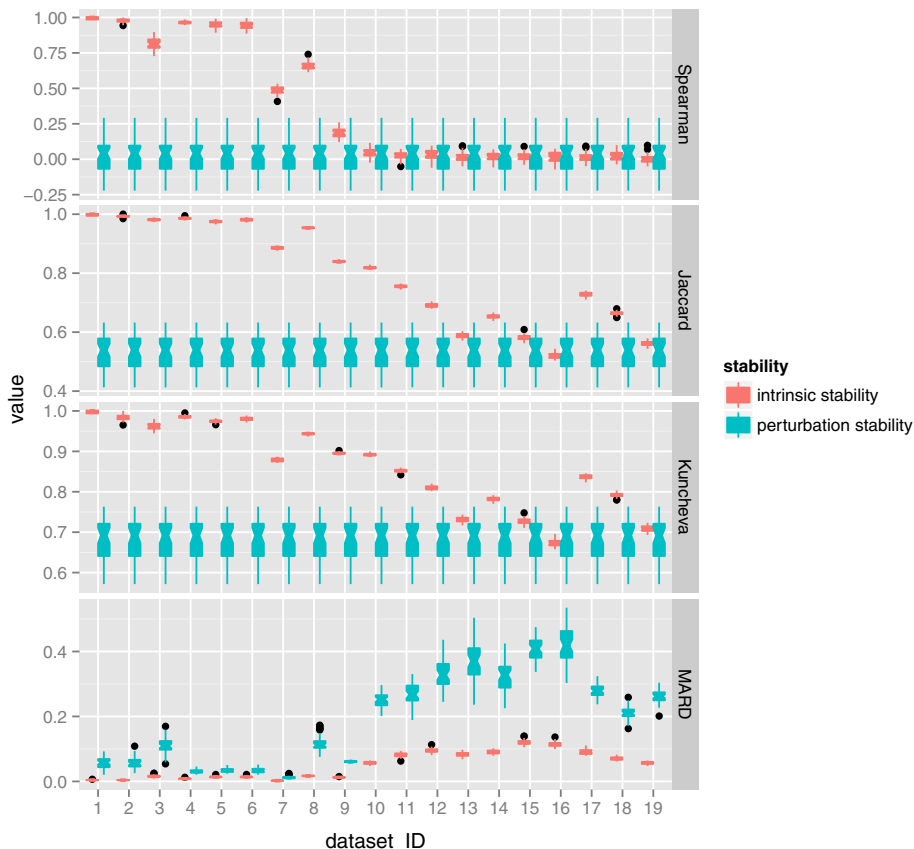 value
1.00
0.75
0.50
0.25
0.00
−0.25
Spearman
1.0
0.8
0.6
0.4
Jaccard
1.0
0.9
0.8
0.7
0.6
Kuncheva
0.4
0.2
0.0
MARD
1 2 3 4 5 6 7 8 9 10 11 12 13 14 15 16 17 18 19
dataset_ID
stability
intrinsic stability
perturbation stability